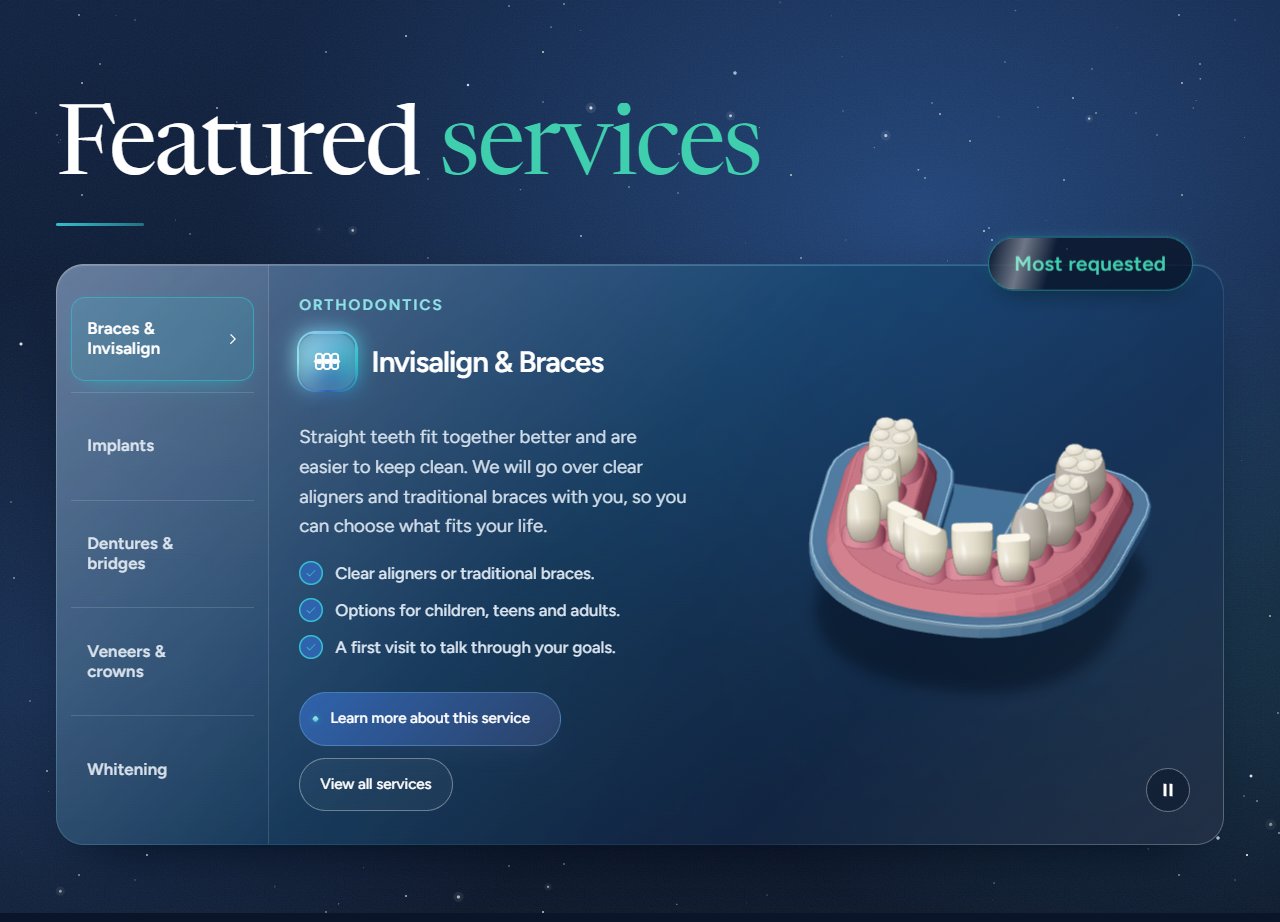 Featured services
Most requested
Braces &
Invisalign
Implants
Dentures &
bridges
Veneers &
crowns
Whitening
ORTHODONTICS
Invisalign & Braces
Straight teeth fit together better and are
easier to keep clean. We will go over clear
aligners and traditional braces with you, so you
can choose what fits your life.
Clear aligners or traditional braces.
Options for children, teens and adults.
A first visit to talk through your goals.
Learn more about this service
View all services